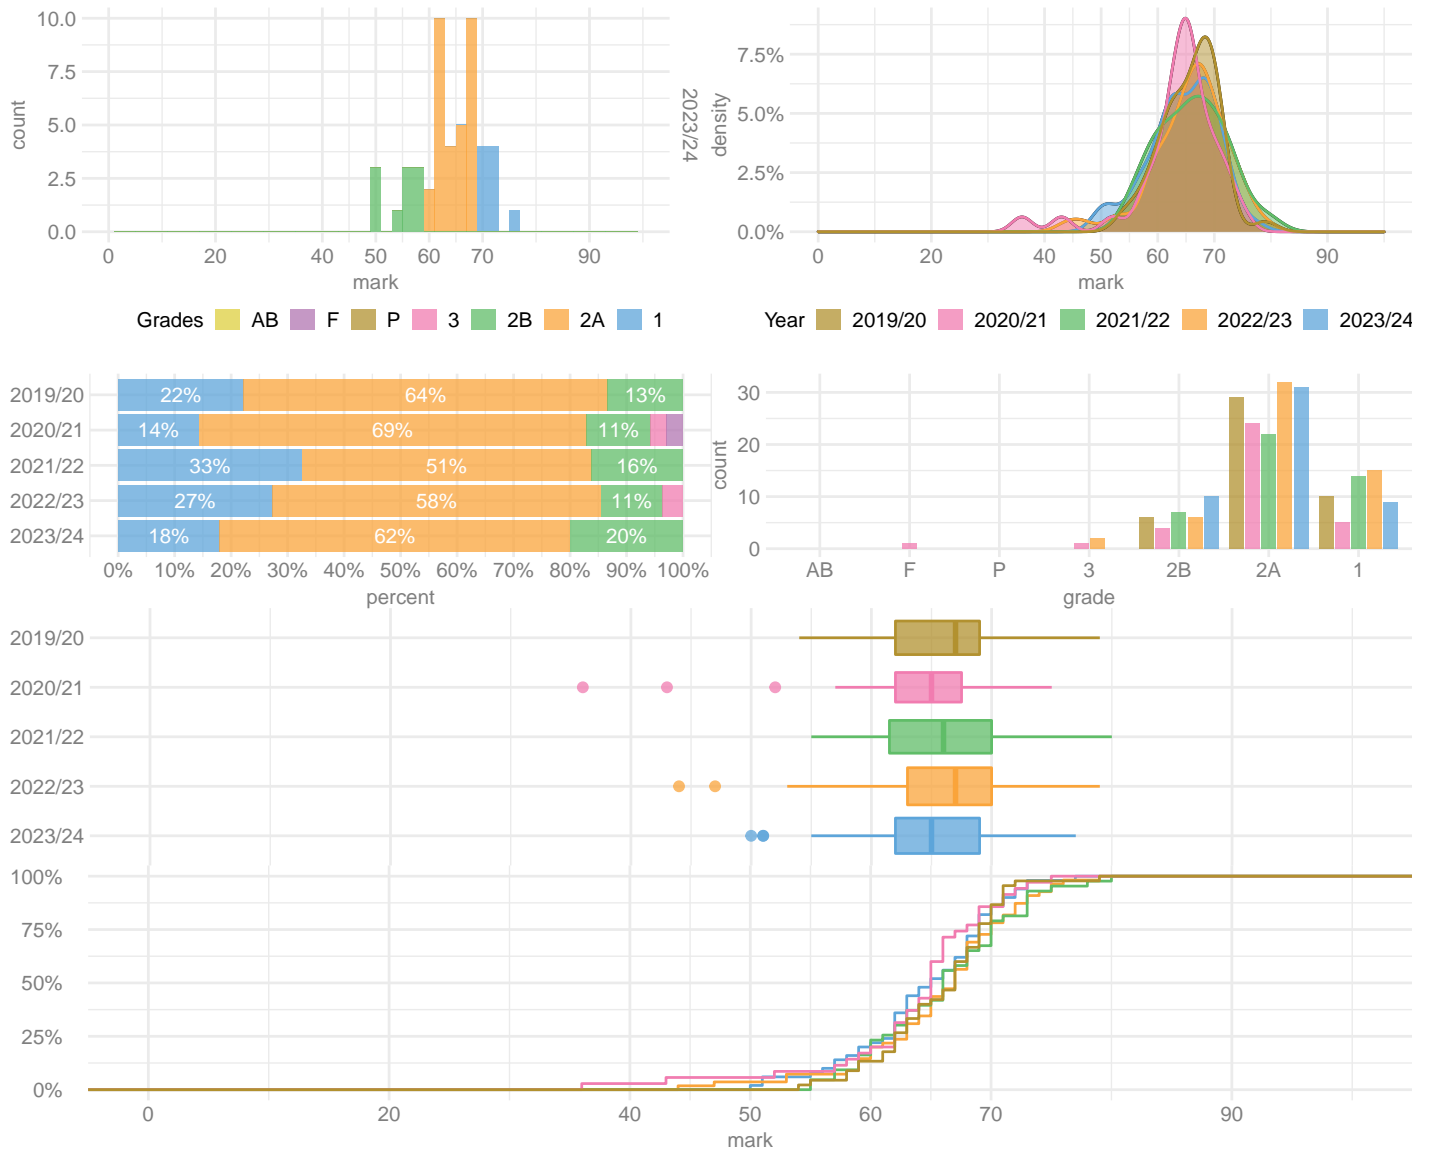 10.0
7.5
5.0
2.5
0.0
count
0 20 40 50 60 70 90
mark
2023/24
7.5%
5.0%
2.5%
0.0%
density
0 20 40 50 60 70 90
mark
Grades AB F P 3 2B 2A 1
Year 2019/20 2020/21 2021/22 2022/23 2023/24
2019/20 22% 64% 13%
2020/21 14% 69% 11%
2021/22 33% 51% 16%
2022/23 27% 58% 11%
2023/24 18% 62% 20%
0% 10% 20% 30% 40% 50% 60% 70% 80% 90% 100%
percent
30
20
10
0
count
AB F P 3 2B 2A 1
grade
2019/20
2020/21
2021/22
2022/23
2023/24
100%
75%
50%
25%
0%
0 20 40 50 60 70 90
mark